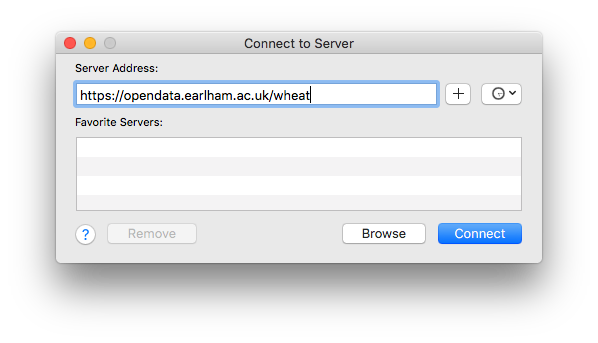 Connect to Server
Server Address:
https://opendata.earlham.ac.uk/wheat
Favorite Servers:
? Remove Browse Connect